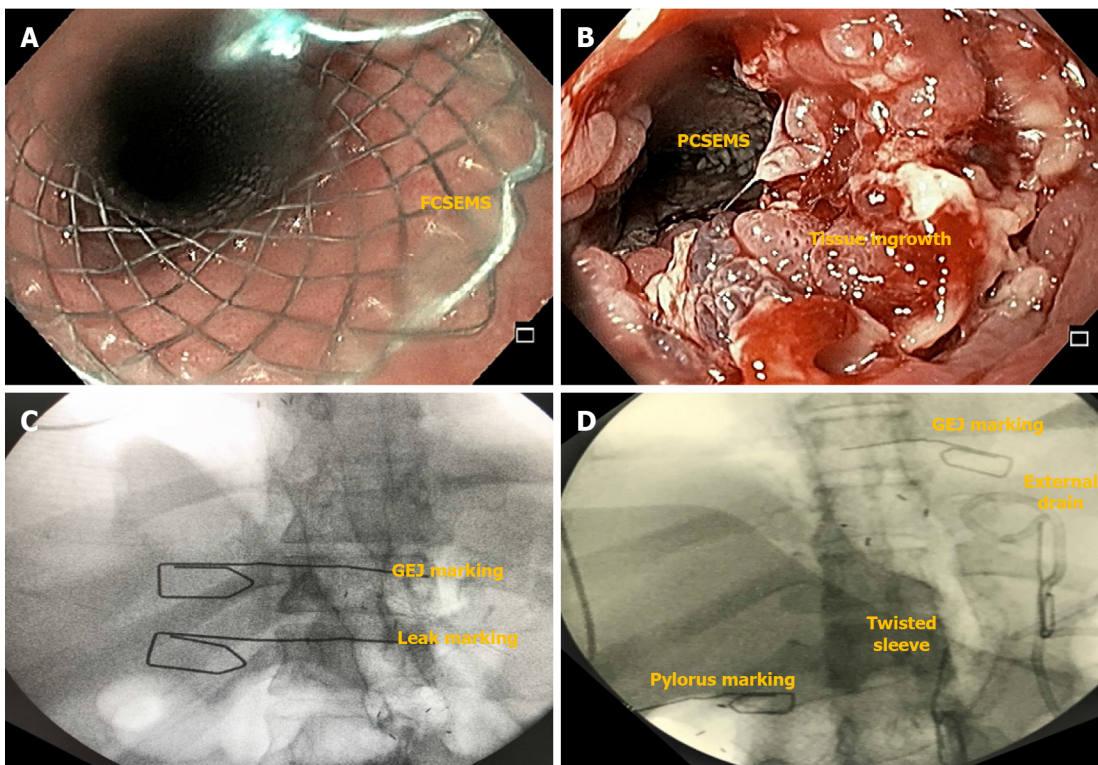 A
FCSEMS
B
PCSEMS
Tissue ingrowth
C
GEJ marking
Leak marking
D
GEJ marking
External
drain
Twisted
sleeve
Pylorus marking